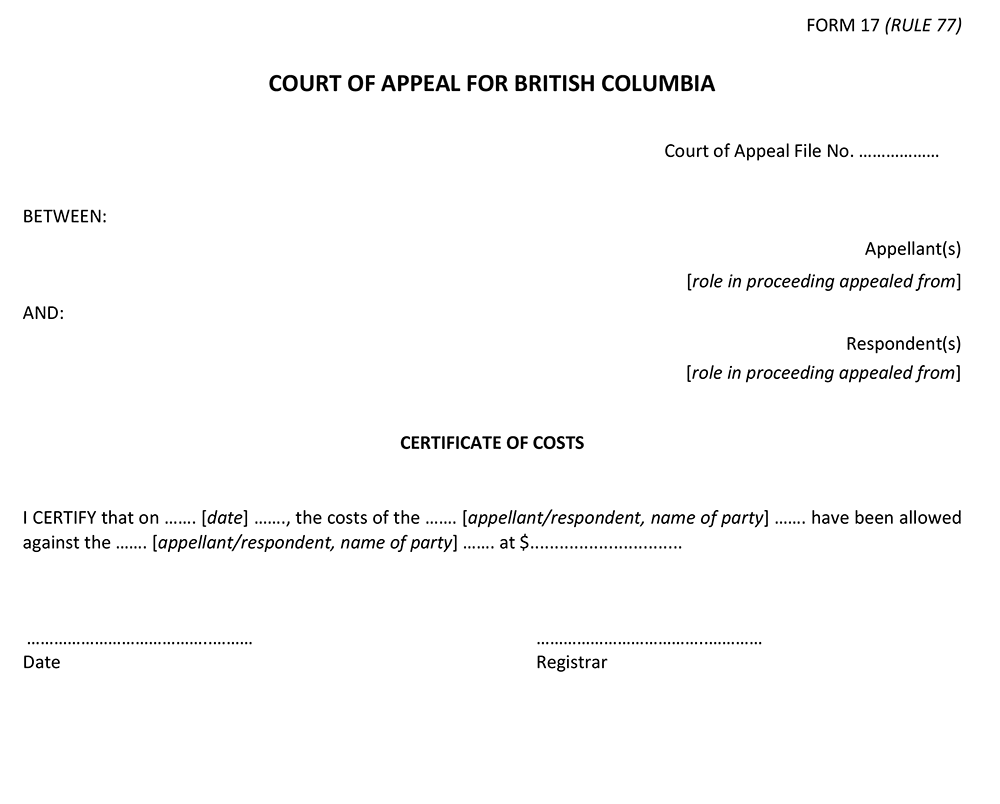 FORM 17 (RULE 77)
COURT OF APPEAL FOR BRITISH COLUMBIA
Court of Appeal File No. ………………
BETWEEN:
Appellant(s)
[role in proceeding appealed from]
AND:
Respondent(s)
[role in proceeding appealed from]
CERTIFICATE OF COSTS
I CERTIFY that on ……. [date] ……., the costs of the ……. [appellant/respondent, name of party] ……. have been allowed
against the ……. [appellant/respondent, name of party] ……. at $...............................
…………………………………..……… ………………………………..…………
Date Registrar